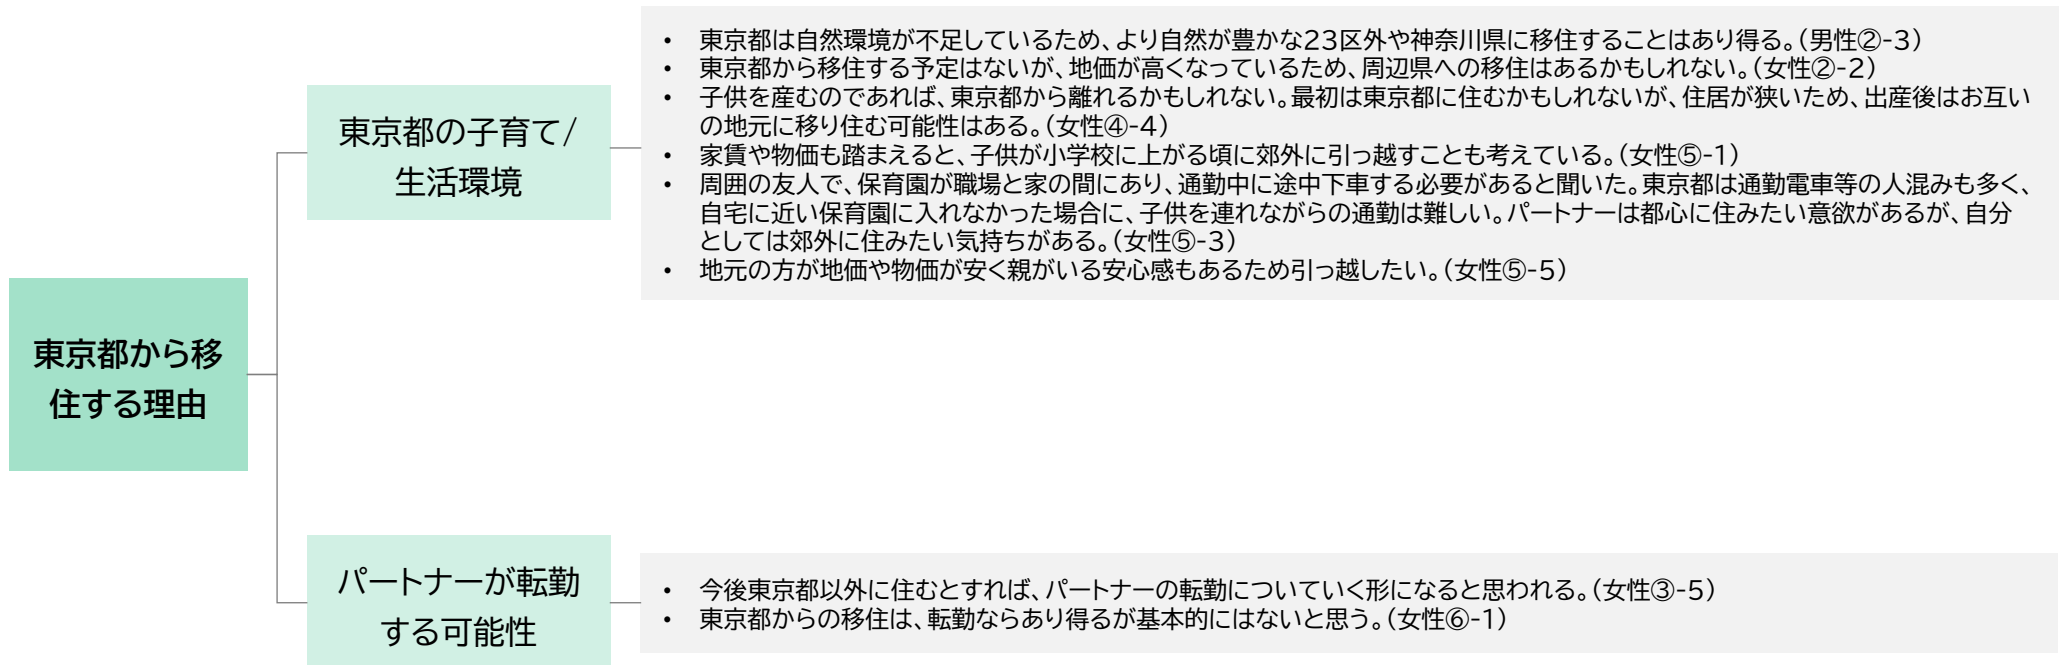 東京都から移
住する理由
東京都の子育て/
生活環境
• 東京都は自然環境が不足しているため、より自然が豊かな23区外や神奈川県に移住することはあり得る。(男性②-3)
• 東京都から移住する予定はないが、地価が高くなっているため、周辺県への移住はあるかもしれない。(女性②-2)
• 子供を産むのであれば、東京都から離れるかもしれない。最初は東京都に住むかもしれないが、住居が狭いため、出産後はお互い
の地元に移り住む可能性はある。(女性④-4)
• 家賃や物価も踏まえると、子供が小学校に上がる頃に郊外に引っ越すことも考えている。(女性⑤-1)
• 周囲の友人で、保育園が職場と家の間にあり、通勤中に途中下車する必要があると聞いた。東京都は通勤電車等の人混みも多く、
自宅に近い保育園に入れなかった場合に、子供を連れながらの通勤は難しい。パートナーは都心に住みたい意欲があるが、自分
としては郊外に住みたい気持ちがある。(女性⑤-3)
• 地元の方が地価や物価が安く親がいる安心感もあるため引っ越したい。(女性⑤-5)
パートナーが転勤
する可能性
• 今後東京都以外に住むとすれば、パートナーの転勤についていく形になると思われる。(女性③-5)
• 東京都からの移住は、転勤ならあり得るが基本的にはないと思う。(女性⑥-1)